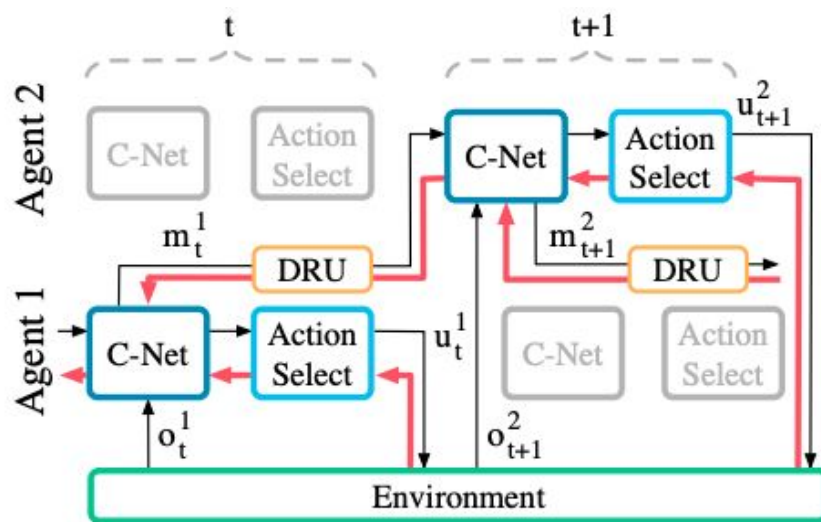 t
t+1
Agent 2
C-Net
Action
Select
C-Net
Action
Select
u²ₜ₊₁
m¹ₜ
DRU
m²ₜ₊₁
DRU
Agent 1
C-Net
Action
Select
u¹ₜ
C-Net
Action
Select
o¹ₜ
o²ₜ₊₁
Environment